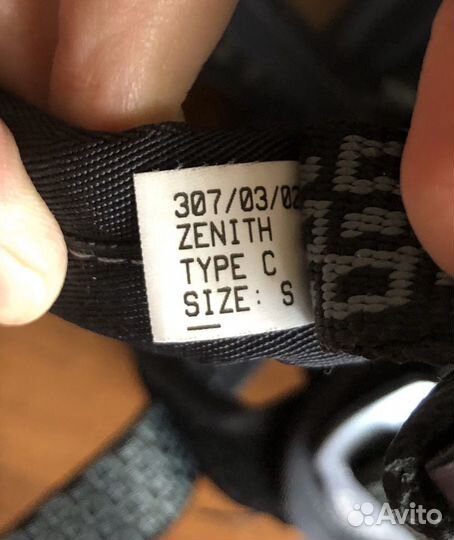 307/03/02
ZENITH
TYPE C
SIZE: S
Avito